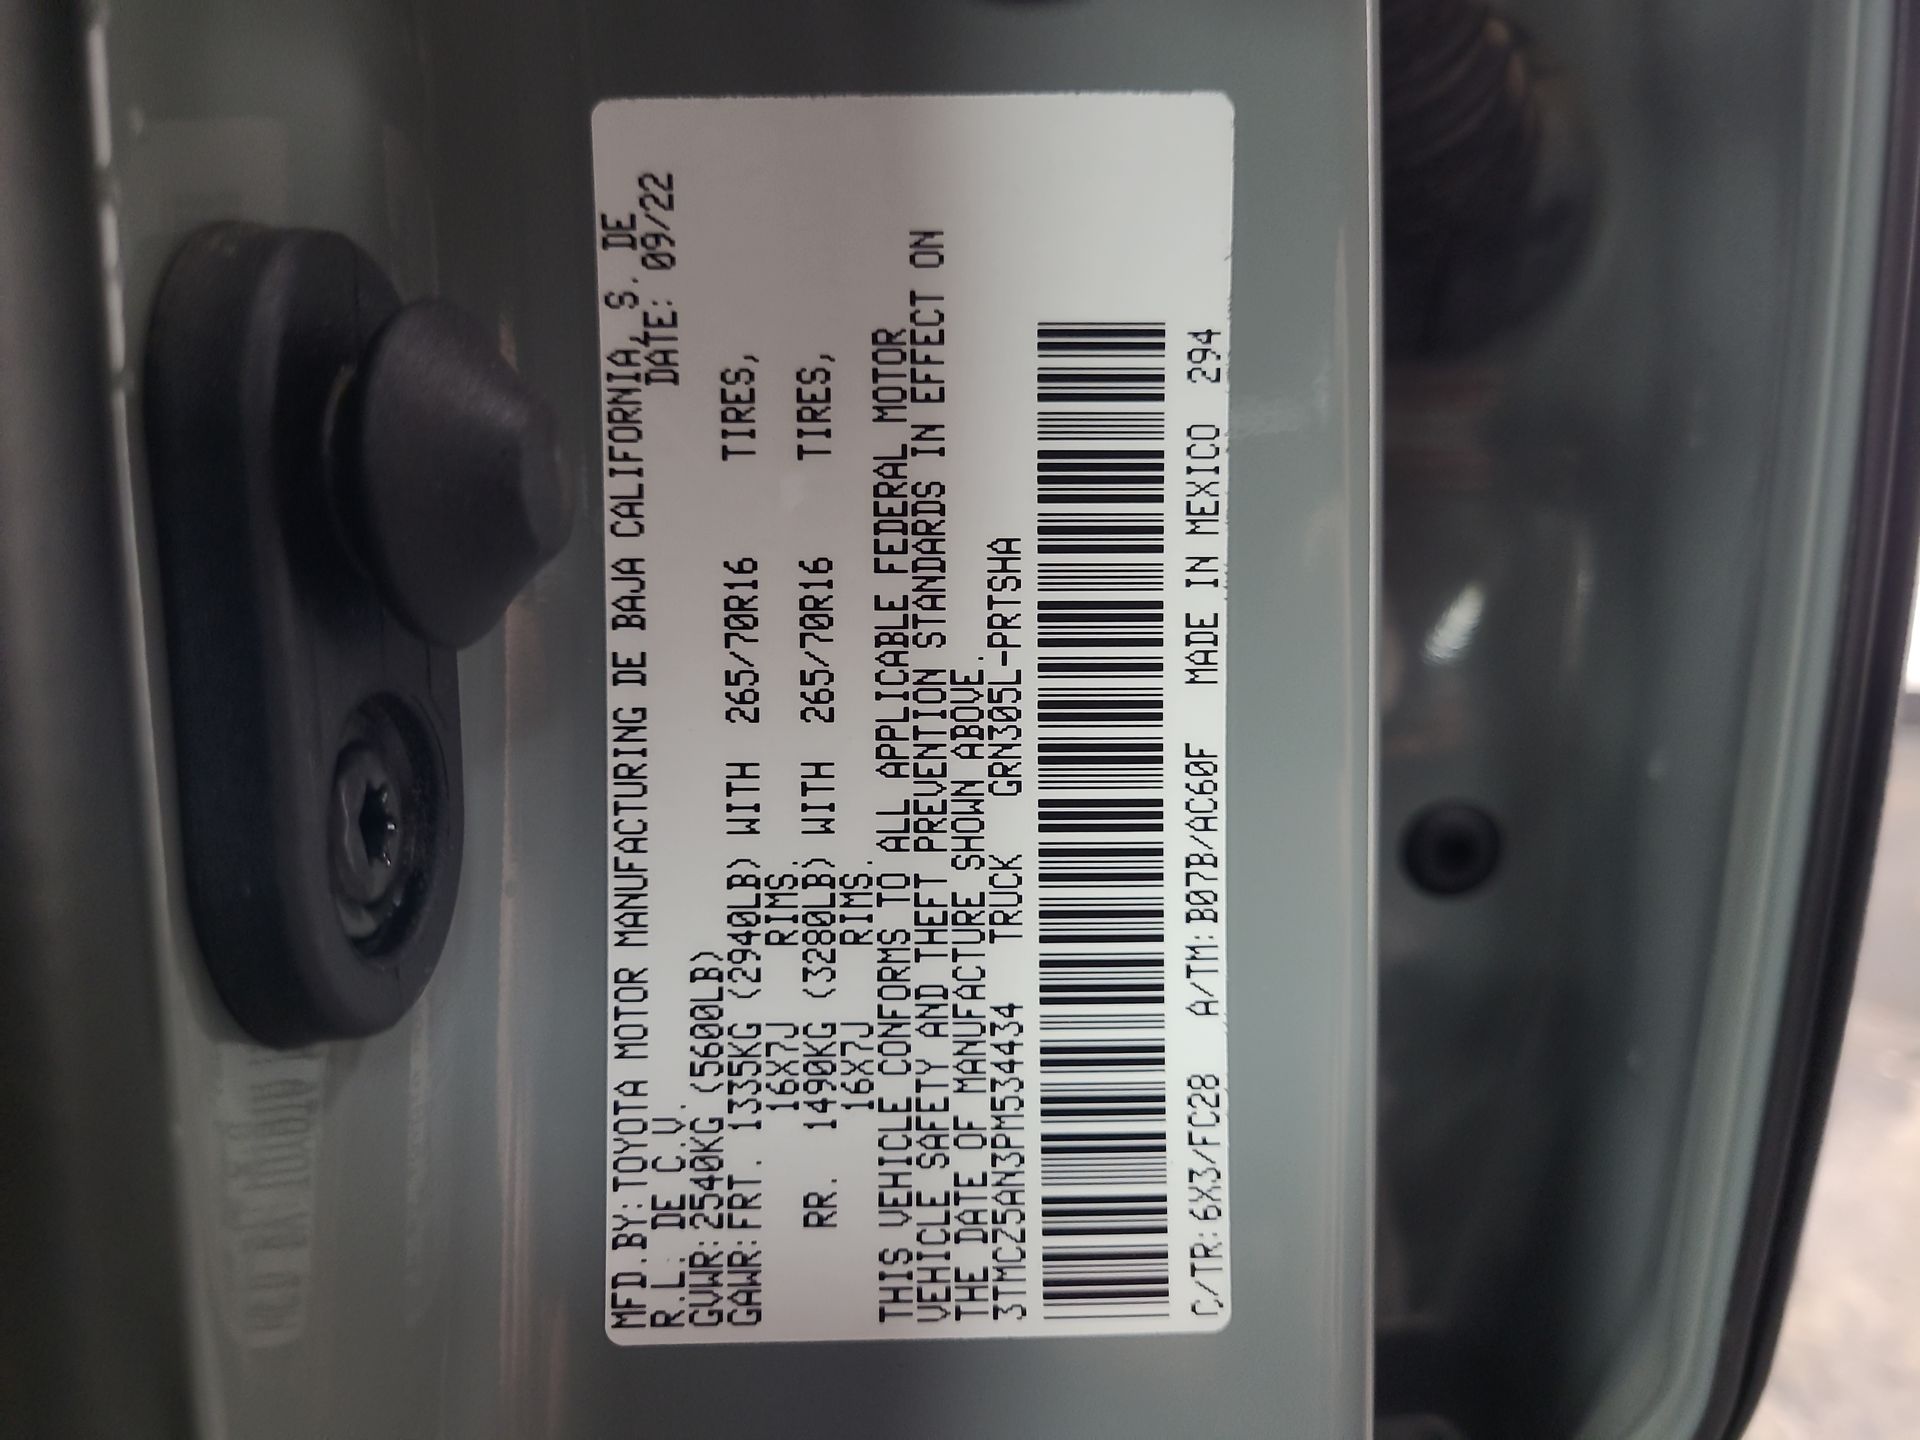 MFD.BY:TOYOTA MOTOR MANUFACTURING DE BAJA CALIFORNIA, S. DE
R.L. DE C.V. DATE: 09/22
GVWR:2540KG (5600LB)
GAWR:FRT. 1335KG (2940LB) WITH 265/70R16 TIRES,
16X7J RIMS.
RR. 1490KG (3280LB) WITH 265/70R16 TIRES,
16X7J RIMS.
THIS VEHICLE CONFORMS TO ALL APPLICABLE FEDERAL MOTOR
VEHICLE SAFETY AND THEFT PREVENTION STANDARDS IN EFFECT ON
THE DATE OF MANUFACTURE SHOWN ABOVE.
3TMCZ5AN3PM534434 TRUCK GRN305L-PRTSHA
C/TR:6X3/FC28 A/TM:B07B/AC60F MADE IN MEXICO 294